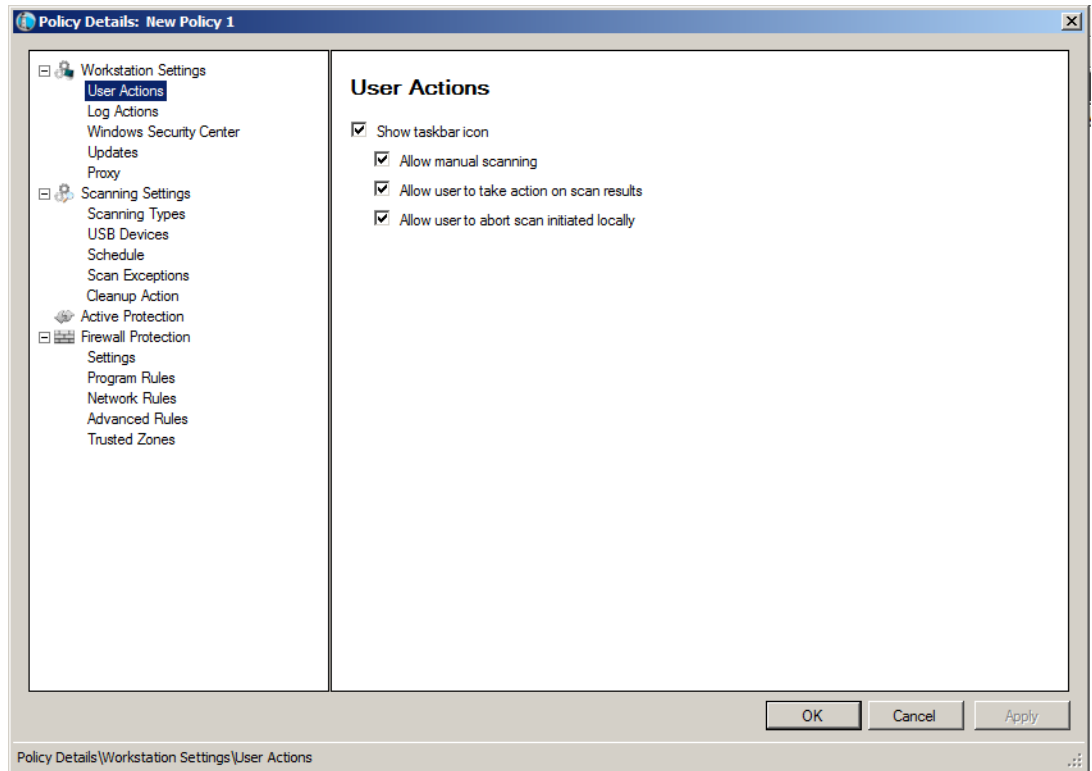 Policy Details: New Policy 1
Workstation Settings
User Actions
Log Actions
Windows Security Center
Updates
Proxy
Scanning Settings
Scanning Types
USB Devices
Schedule
Scan Exceptions
Cleanup Action
Active Protection
Firewall Protection
Settings
Program Rules
Network Rules
Advanced Rules
Trusted Zones
User Actions
Show taskbar icon
Allow manual scanning
Allow user to take action on scan results
Allow user to abort scan initiated locally
OK
Cancel
Apply
Policy Details\Workstation Settings\User Actions